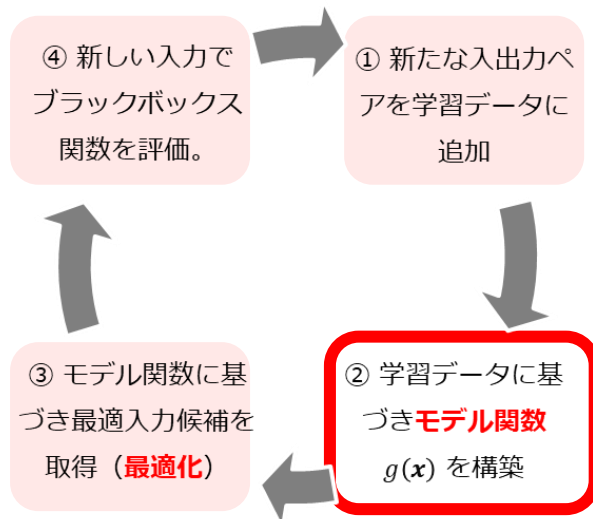 ① 新たな入出力ペ
アを学習データに
追加
② 学習データに基
づきモデル関数
g(x) を構築
③ モデル関数に基
づき最適入力候補を
取得（最適化）
④ 新しい入力で
ブラックボックス
関数を評価。